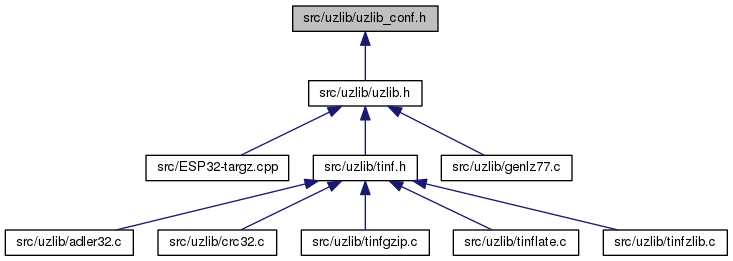 src/uzlib/uzlib_conf.h
src/uzlib/uzlib.h
src/ESP32-targz.cpp
src/uzlib/tinf.h
src/uzlib/genlz77.c
src/uzlib/adler32.c
src/uzlib/crc32.c
src/uzlib/tinfgzip.c
src/uzlib/tinflate.c
src/uzlib/tinfzlib.c